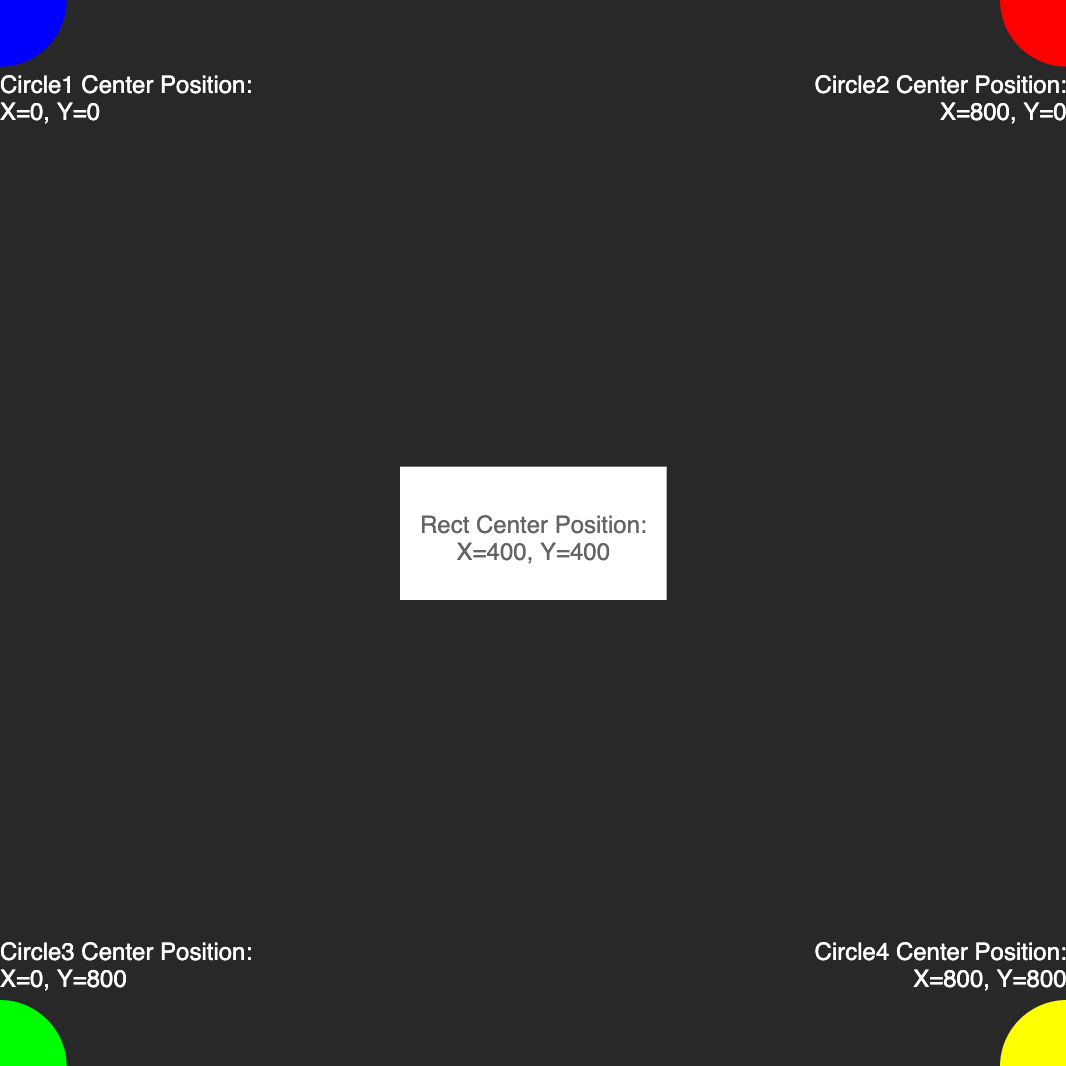 Circle1 Center Position:
X=0, Y=0
Circle2 Center Position:
X=800, Y=0
Rect Center Position:
X=400, Y=400
Circle3 Center Position:
X=0, Y=800
Circle4 Center Position:
X=800, Y=800